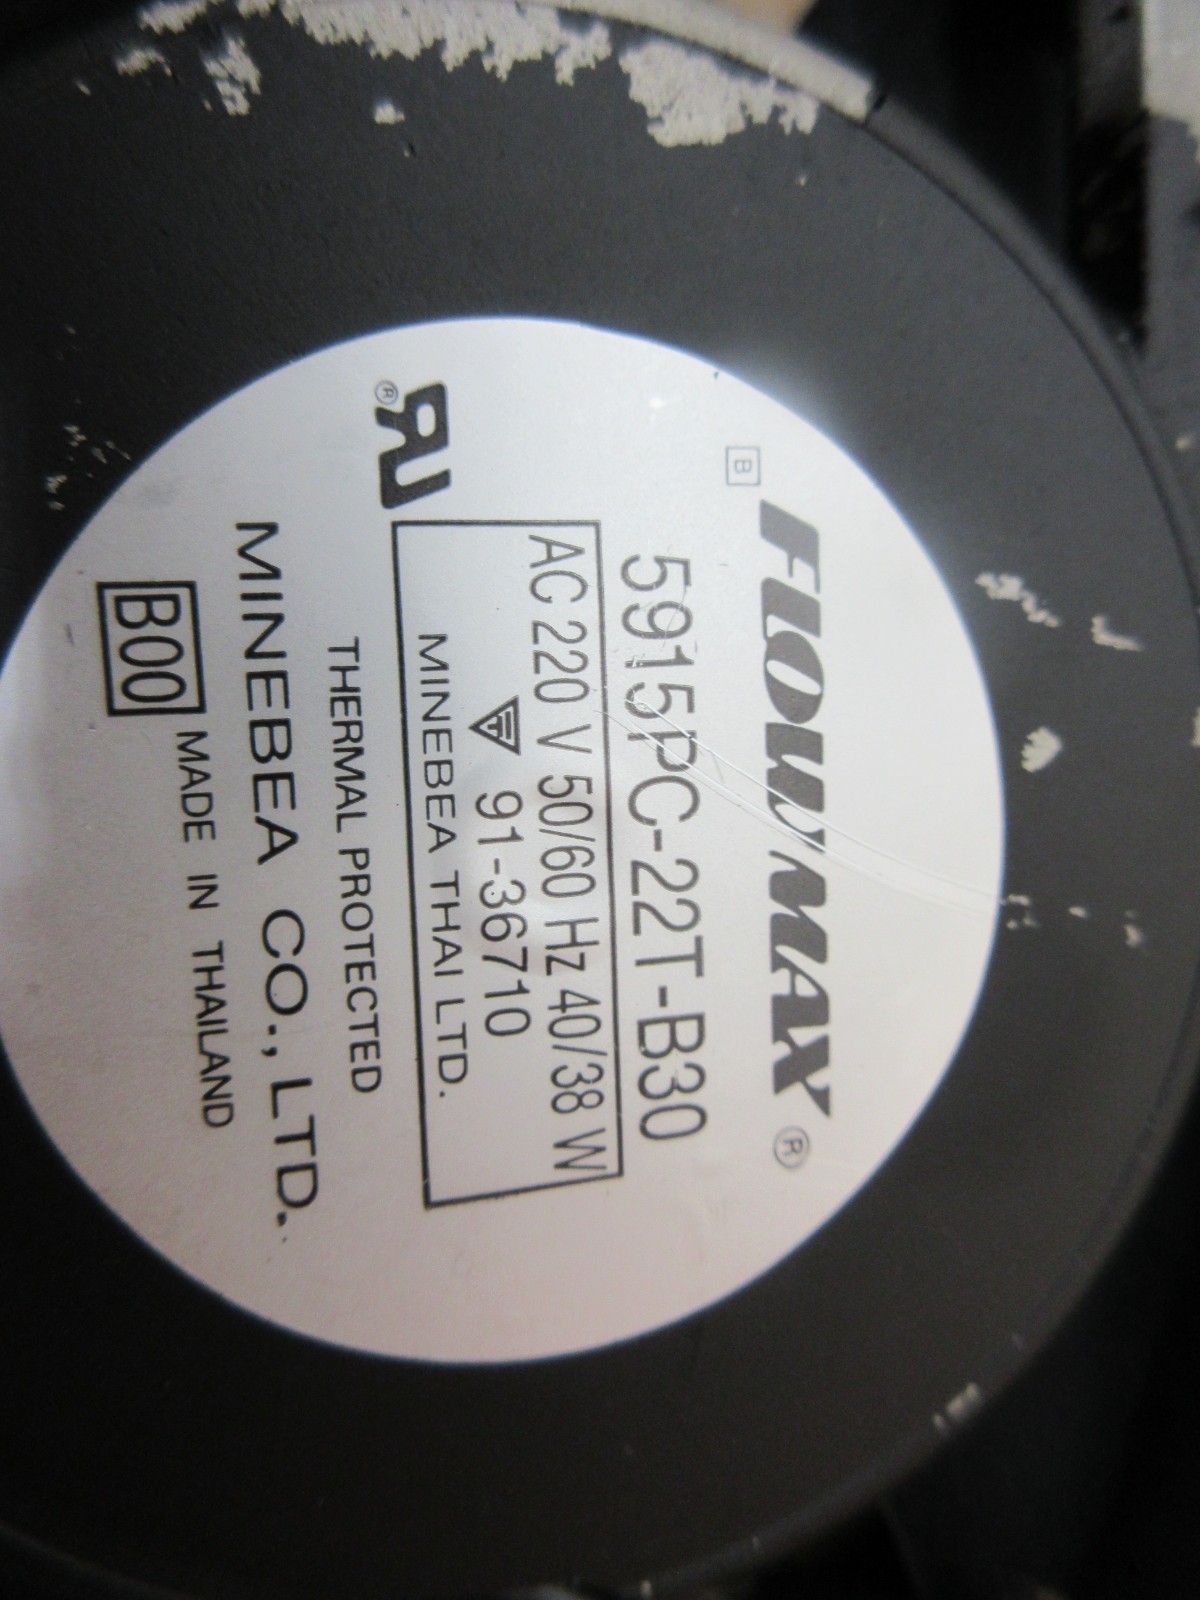 B
FLOWMAX®
5915PC-22T-B30
AC 220 V 50/60 Hz 40/38 W
T 91-36710
MINEBEA THAI LTD.
RU®
THERMAL PROTECTED
MINEBEA CO., LTD.
B00 MADE IN THAILAND